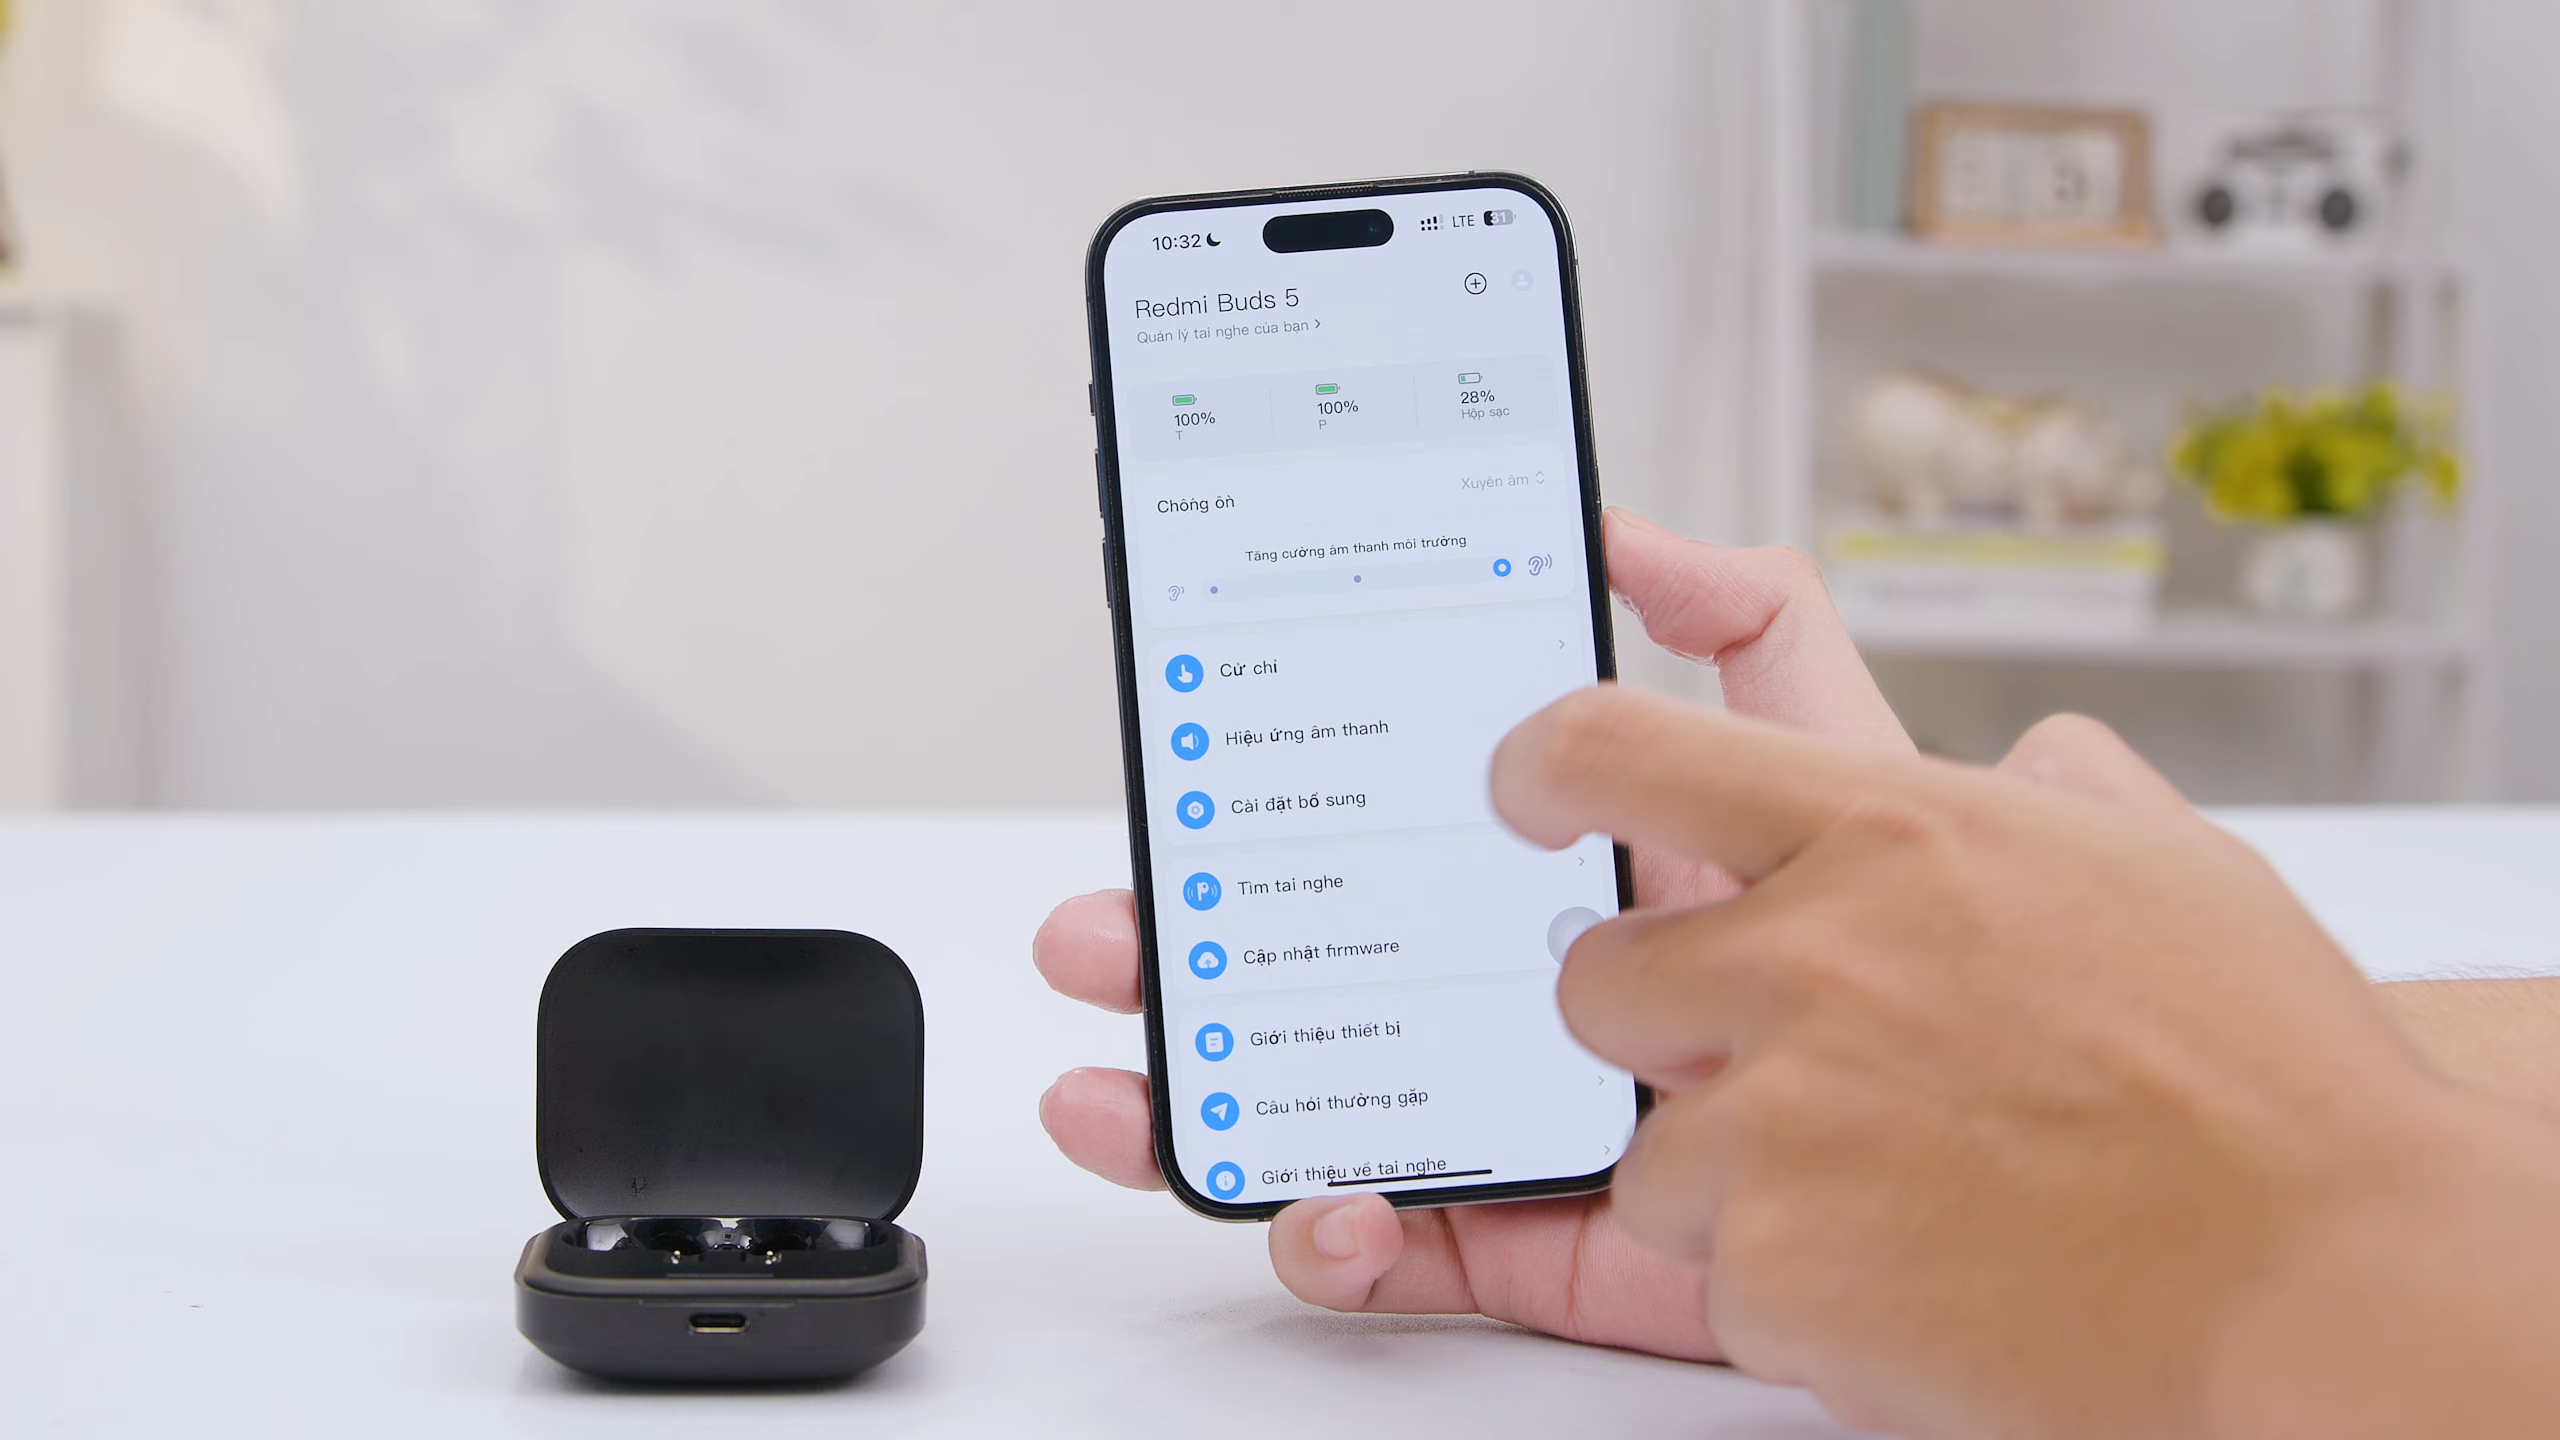 10:32
LTE 31
Redmi Buds 5
Quản lý tai nghe của bạn
100%
T
100%
P
28%
Hộp sạc
Chống ồn
Xuyên âm
Tăng cường âm thanh môi trường
Cử chỉ
Hiệu ứng âm thanh
Cài đặt bổ sung
Tìm tai nghe
Cập nhật firmware
Giới thiệu thiết bị
Câu hỏi thường gặp
Giới thiệu về tai nghe